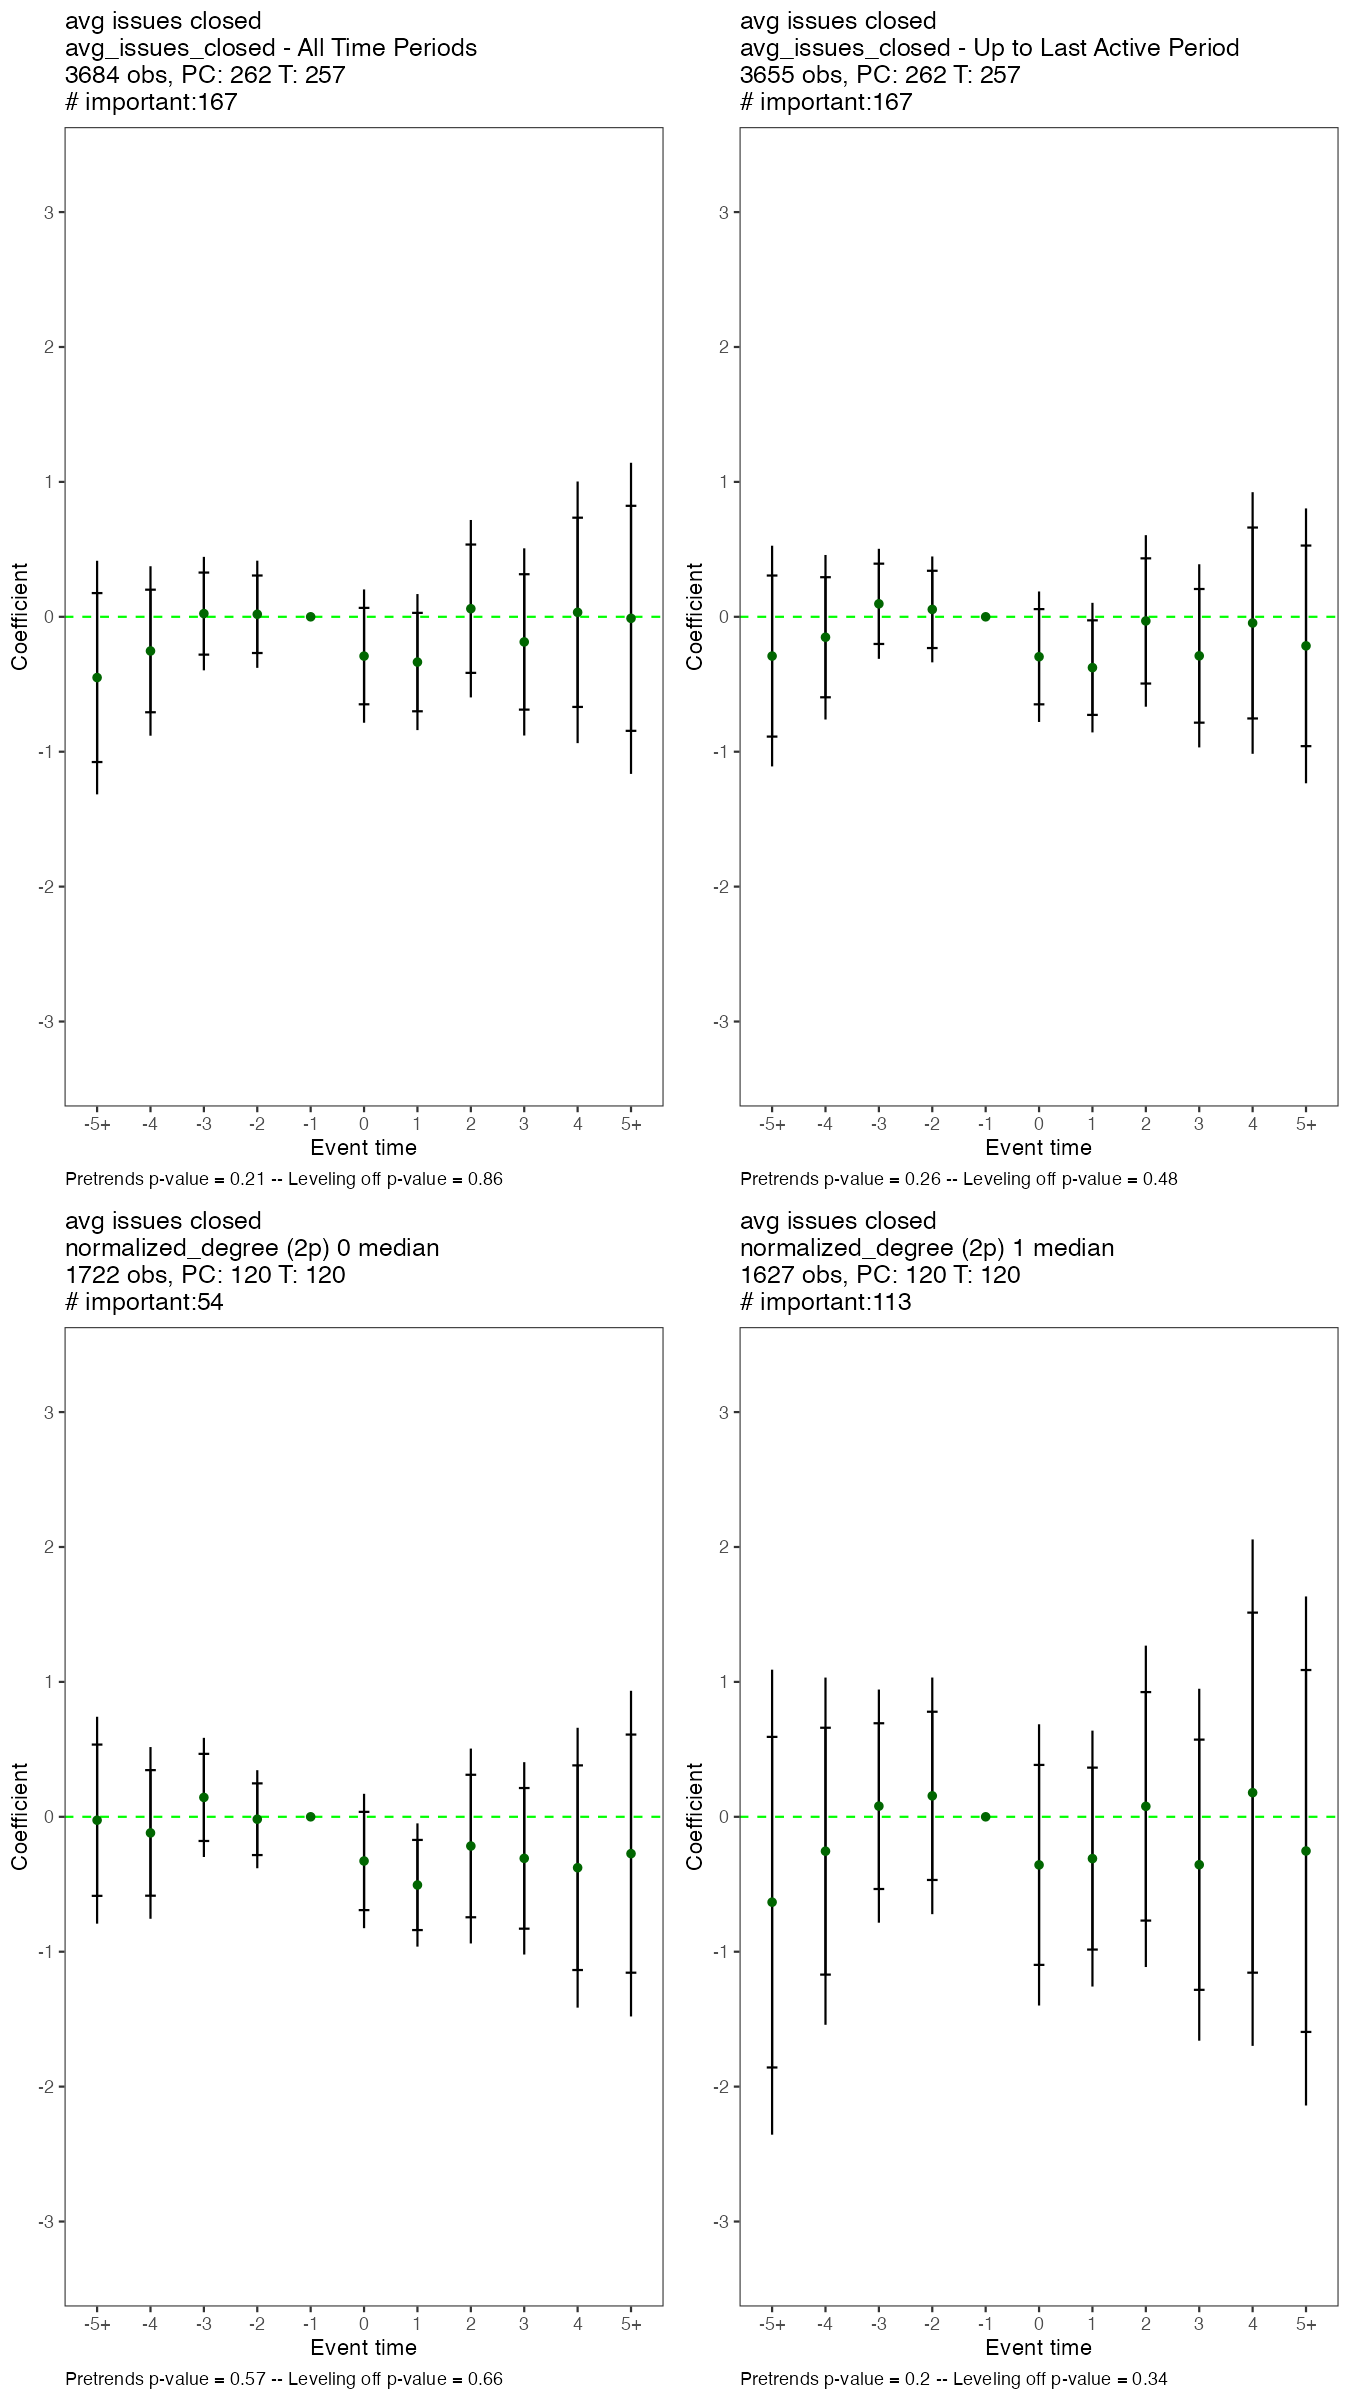 avg issues closed
avg_issues_closed - All Time Periods
3684 obs, PC: 262 T: 257
# important:167
3
2
1
0
-1
-2
-3
Coefficient
-5+ -4 -3 -2 -1 0 1 2 3 4 5+
Event time
Pretrends p-value = 0.21 -- Leveling off p-value = 0.86
avg issues closed
avg_issues_closed - Up to Last Active Period
3655 obs, PC: 262 T: 257
# important:167
3
2
1
0
-1
-2
-3
Coefficient
-5+ -4 -3 -2 -1 0 1 2 3 4 5+
Event time
Pretrends p-value = 0.26 -- Leveling off p-value = 0.48
avg issues closed
normalized_degree (2p) 0 median
1722 obs, PC: 120 T: 120
# important:54
3
2
1
0
-1
-2
-3
Coefficient
-5+ -4 -3 -2 -1 0 1 2 3 4 5+
Event time
Pretrends p-value = 0.57 -- Leveling off p-value = 0.66
avg issues closed
normalized_degree (2p) 1 median
1627 obs, PC: 120 T: 120
# important:113
3
2
1
0
-1
-2
-3
Coefficient
-5+ -4 -3 -2 -1 0 1 2 3 4 5+
Event time
Pretrends p-value = 0.2 -- Leveling off p-value = 0.34